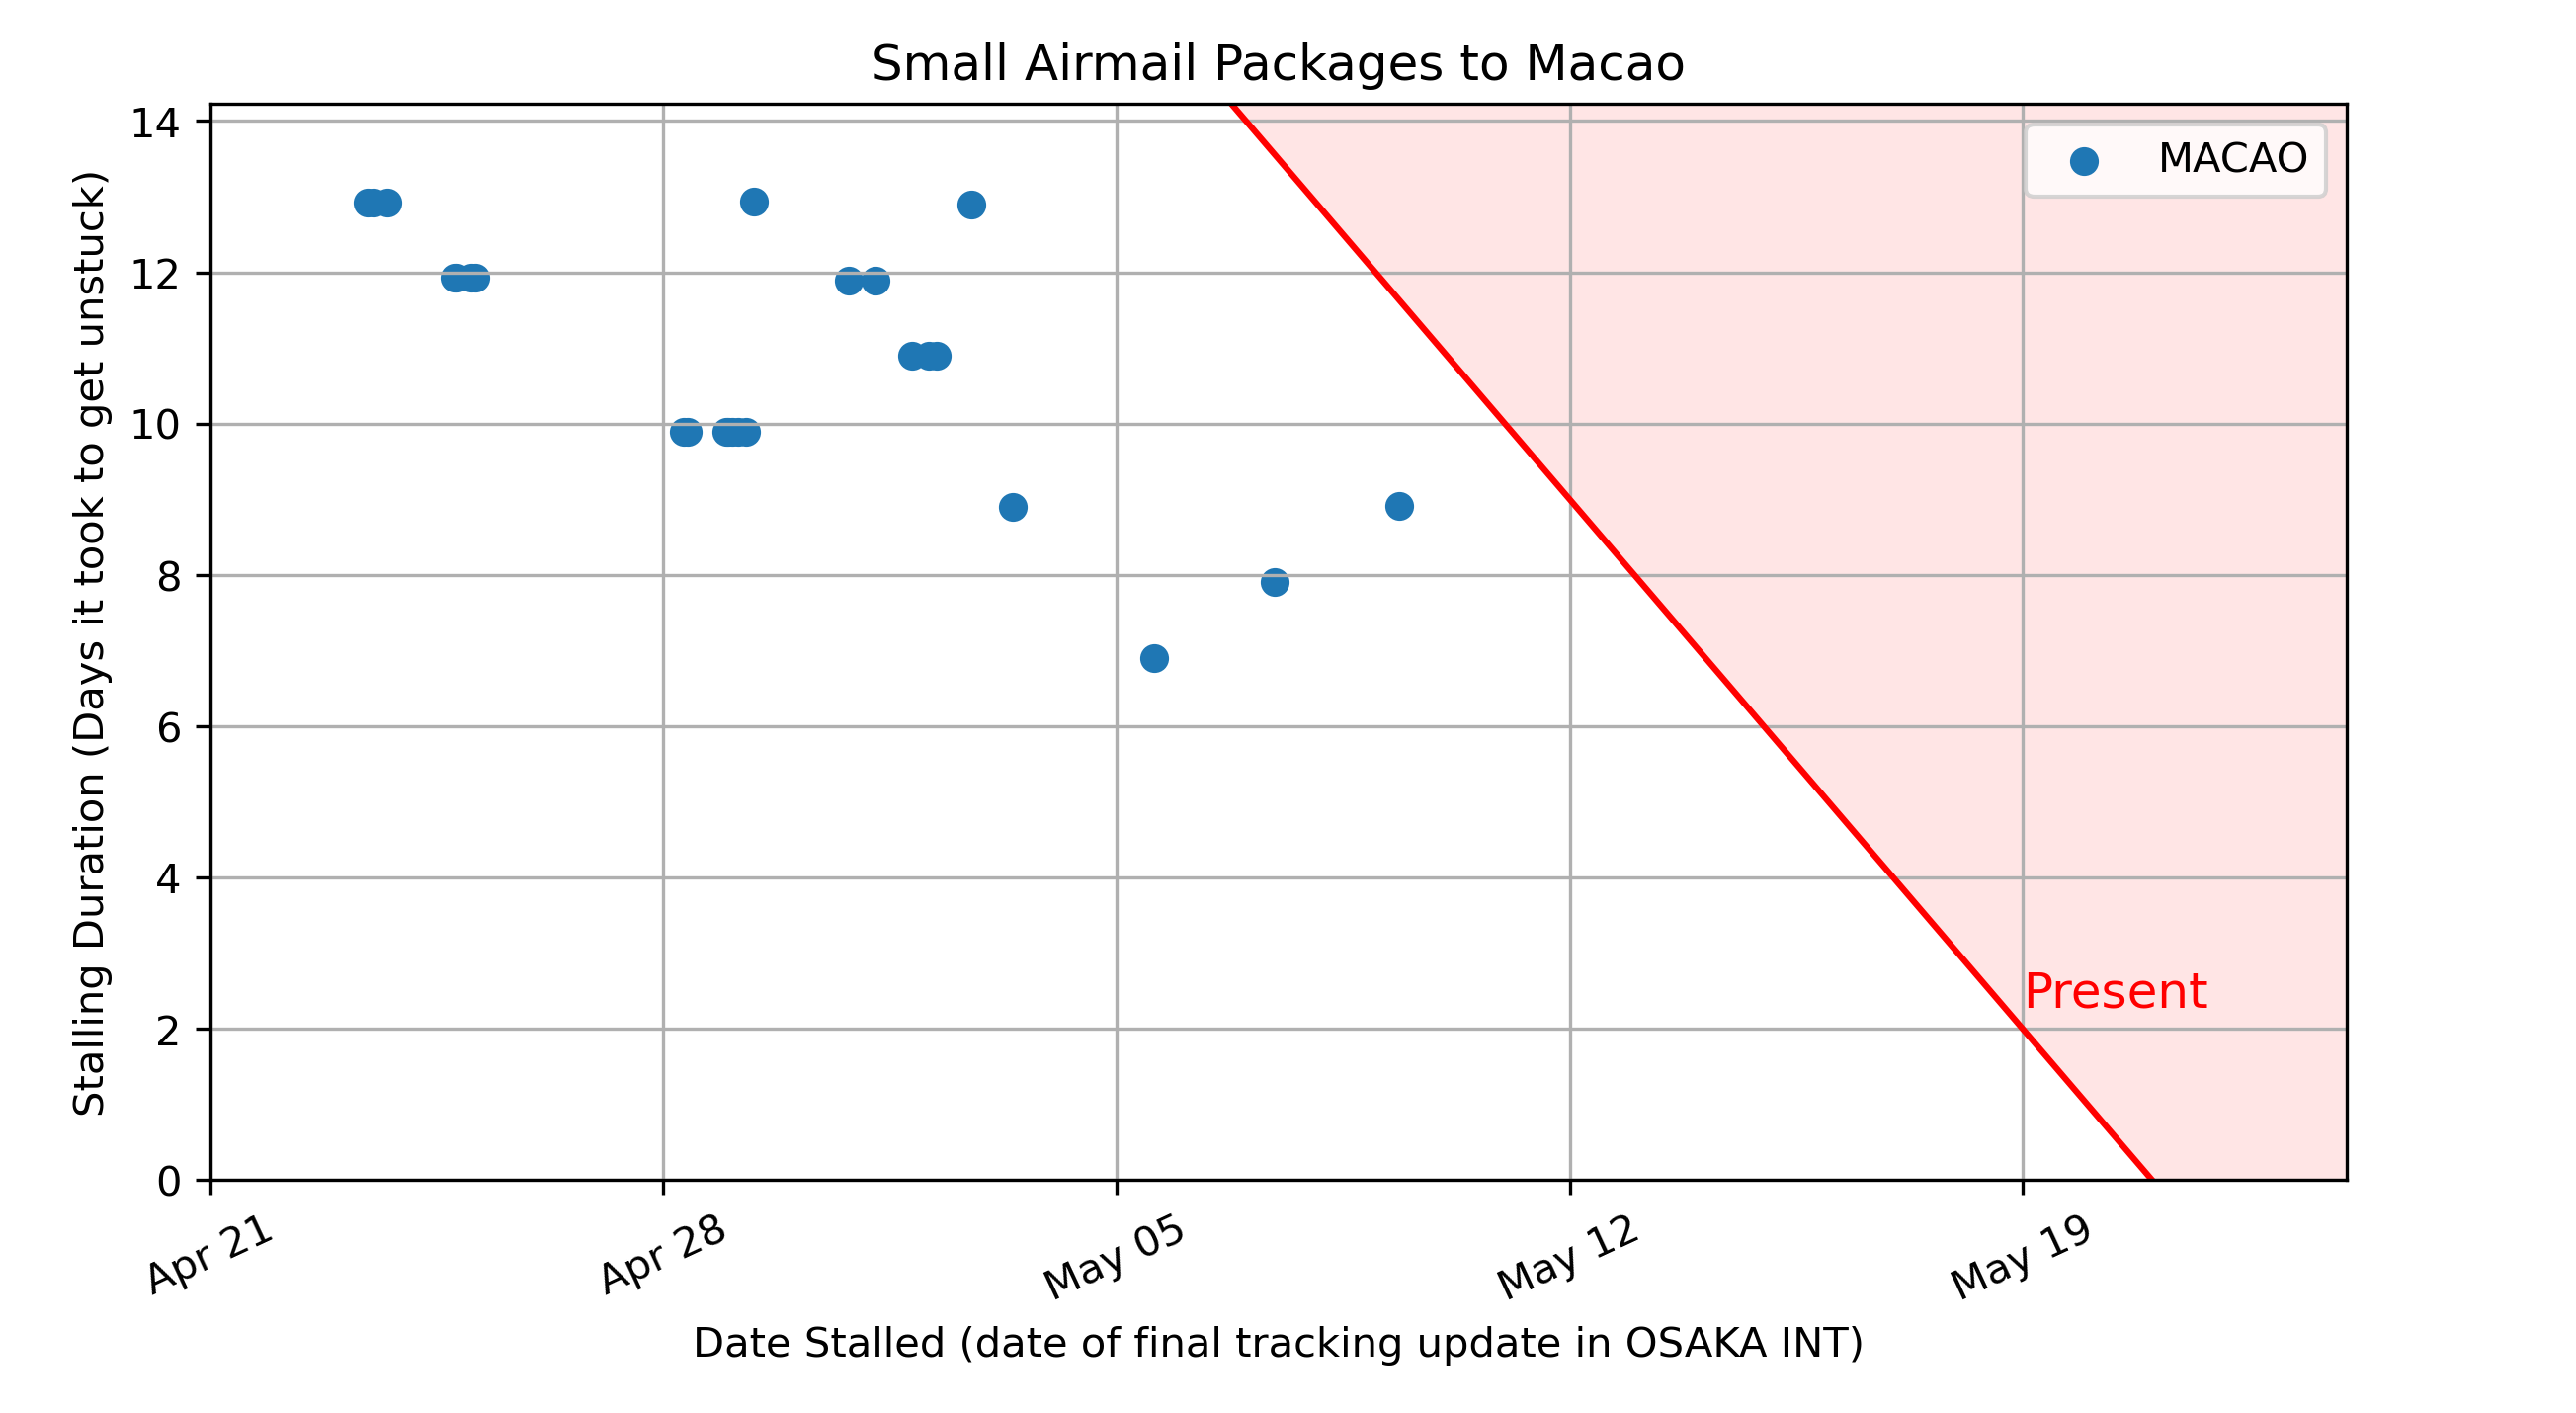 Small Airmail Packages to Macao
MACAO
Stalling Duration (Days it took to get unstuck)
14
12
10
8
6
4
2
0
Present
Apr 21
Apr 28
May 05
May 12
May 19
Date Stalled (date of final tracking update in OSAKA INT)